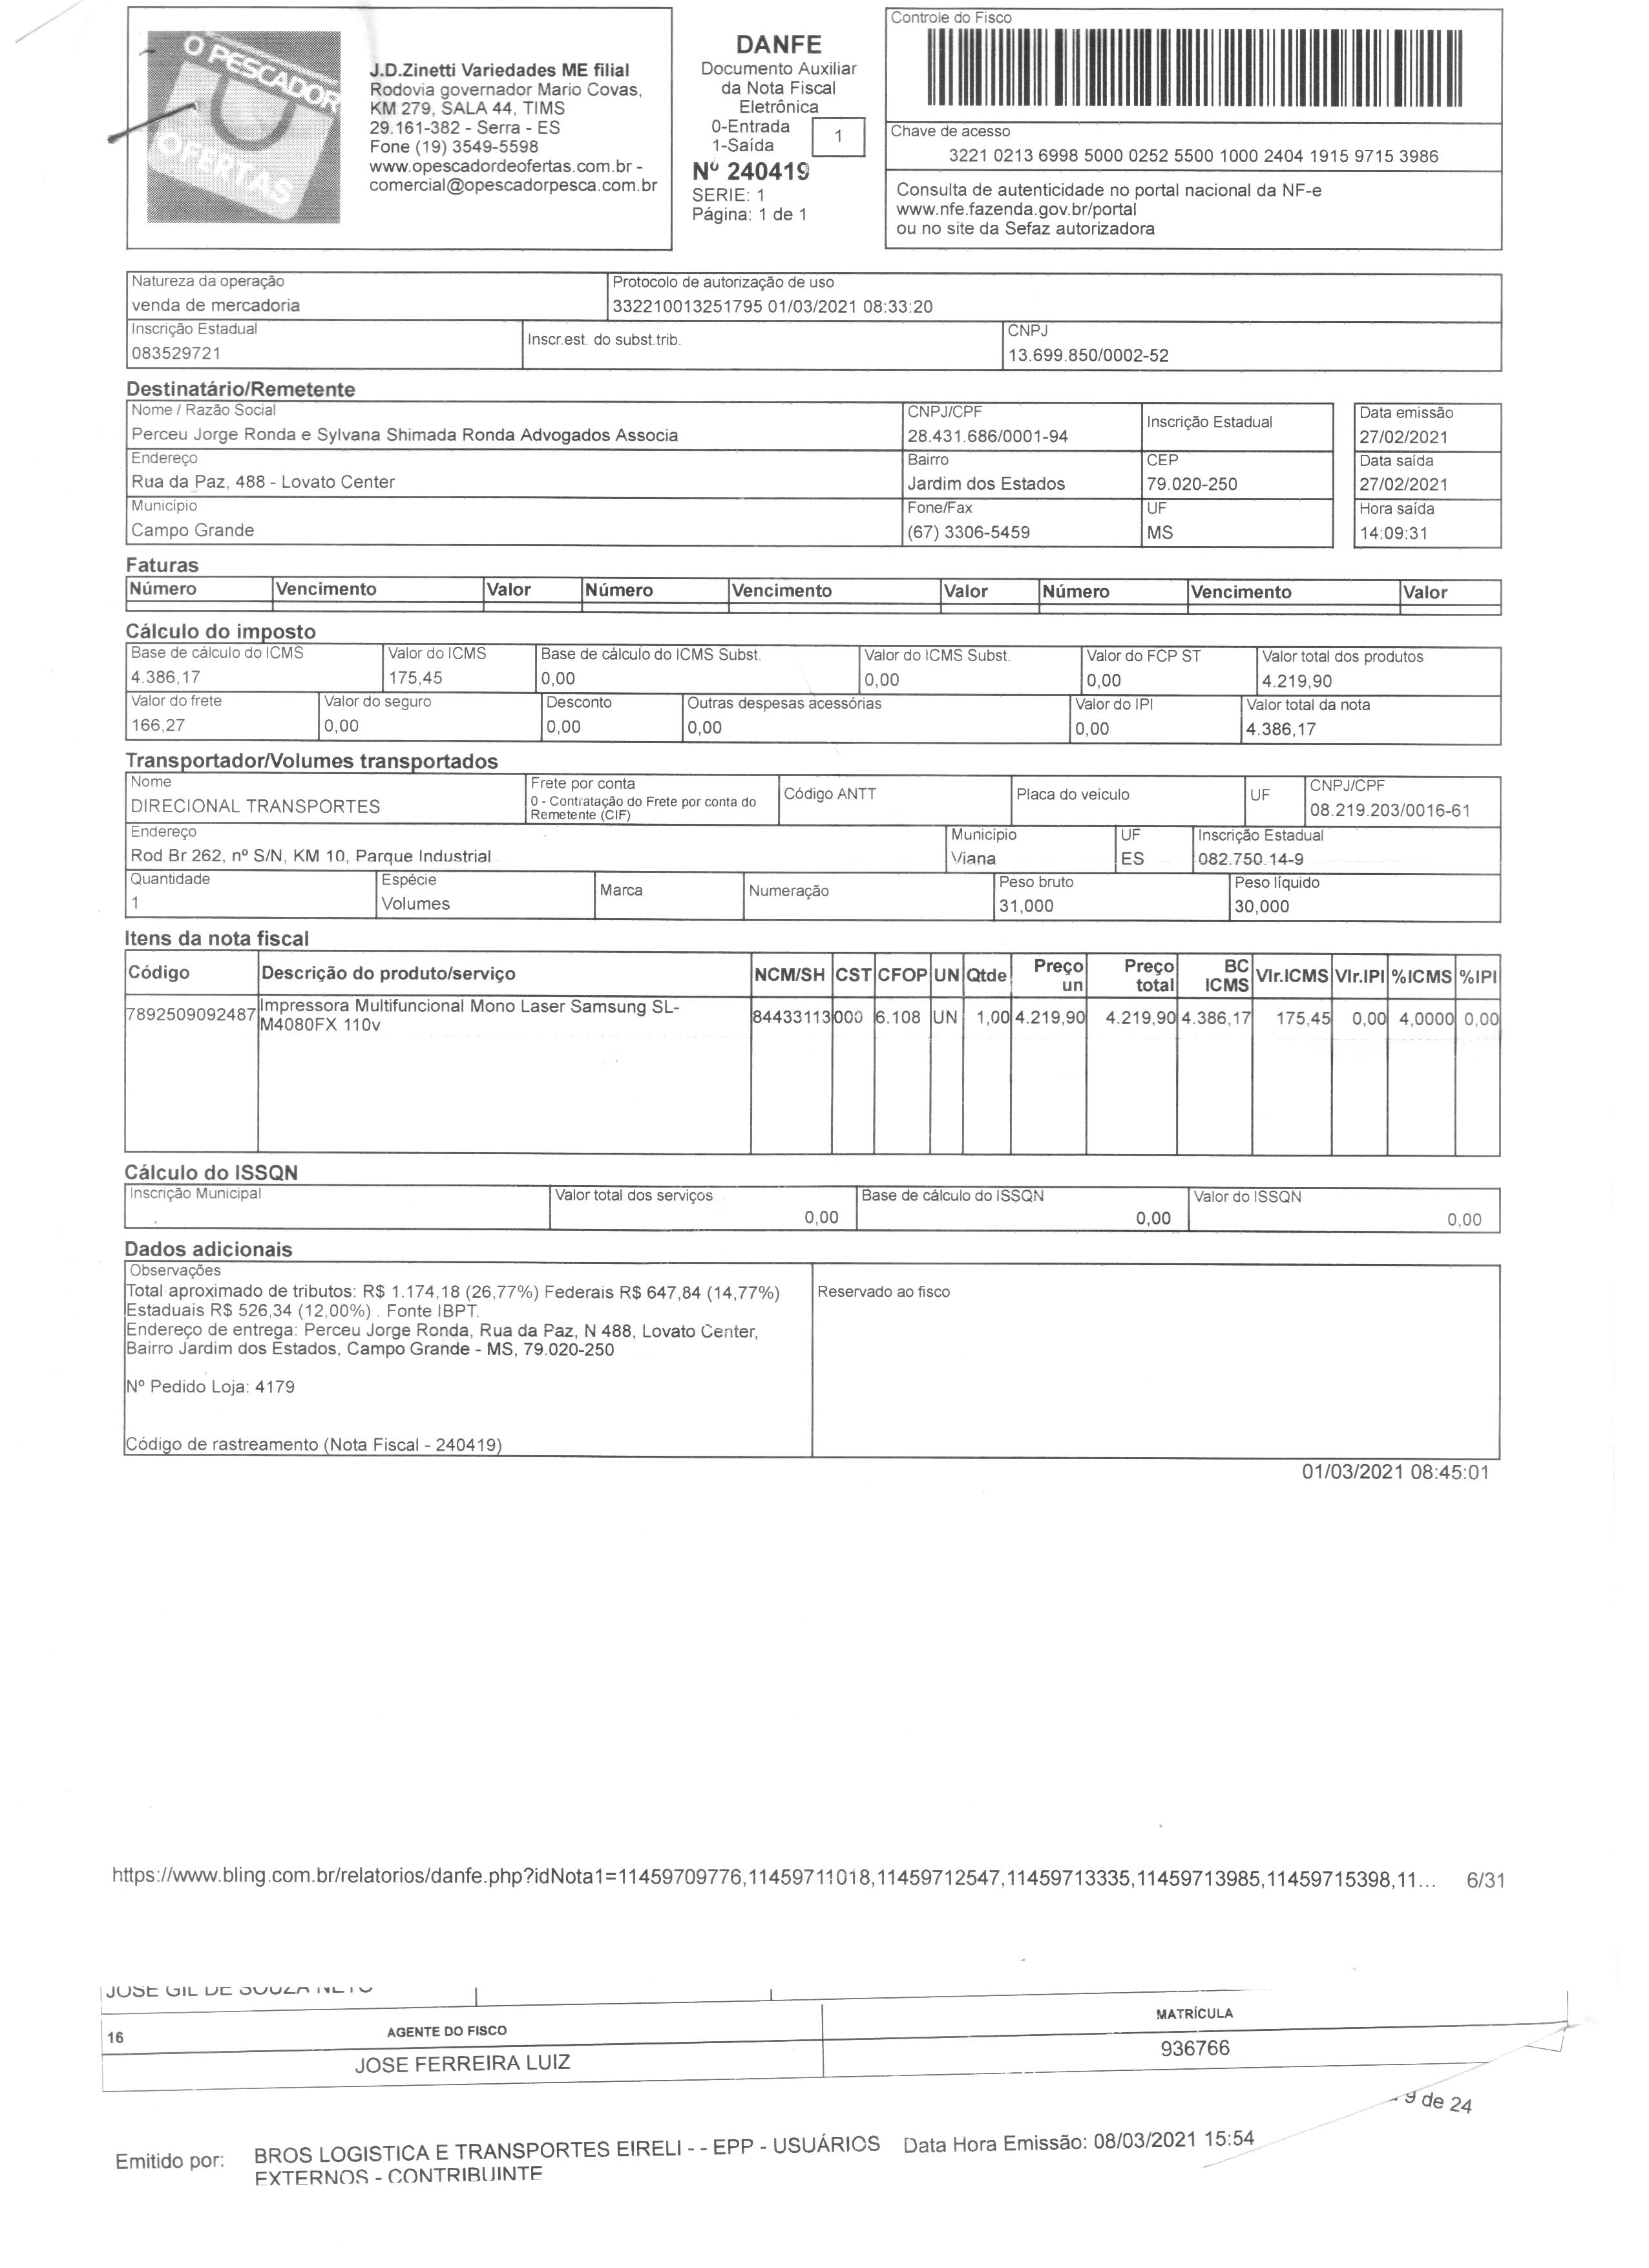 O PESCADOR
OFERTAS
J.D.Zinetti Variedades ME filial
Rodovia governador Mario Covas,
KM 279, SALA 44, TIMS
29.161-382 - Serra - ES
Fone (19) 3549-5598
www.opescadordeofertas.com.br -
comercial@opescadorpesca.com.br
DANFE
Documento Auxiliar
da Nota Fiscal
Eletrônica
0-Entrada
1-Saída
1
Nº 240419
SERIE: 1
Página: 1 de 1
Controle do Fisco
Chave de acesso
3221 0213 6998 5000 0252 5500 1000 2404 1915 9715 3986
Consulta de autenticidade no portal nacional da NF-e
www.nfe.fazenda.gov.br/portal
ou no site da Sefaz autorizadora
Natureza da operação
venda de mercadoria
Protocolo de autorização de uso
332210013251795 01/03/2021 08:33:20
Inscrição Estadual
083529721
Inscr.est. do subst.trib.
CNPJ
13.699.850/0002-52
Destinatário/Remetente
Nome / Razão Social
Perceu Jorge Ronda e Sylvana Shimada Ronda Advogados Associa
CNPJ/CPF
28.431.686/0001-94
Inscrição Estadual
Data emissão
27/02/2021
Endereço
Rua da Paz, 488 - Lovato Center
Bairro
Jardim dos Estados
CEP
79.020-250
Data saída
27/02/2021
Município
Campo Grande
Fone/Fax
(67) 3306-5459
UF
MS
Hora saída
14:09:31
Faturas
Número Vencimento Valor Número Vencimento Valor Número Vencimento Valor
Cálculo do imposto
Base de cálculo do ICMS
4.386,17
Valor do ICMS
175,45
Base de cálculo do ICMS Subst.
0,00
Valor do ICMS Subst.
0,00
Valor do FCP ST
0,00
Valor total dos produtos
4.219,90
Valor do frete
166,27
Valor do seguro
0,00
Desconto
0,00
Outras despesas acessórias
0,00
Valor do IPI
0,00
Valor total da nota
4.386,17
Transportador/Volumes transportados
Nome
DIRECIONAL TRANSPORTES
Frete por conta
0 - Contratação do Frete por conta do
Remetente (CIF)
Código ANTT
Placa do veículo
UF
CNPJ/CPF
08.219.203/0016-61
Endereço
Rod Br 262, nº S/N, KM 10, Parque Industrial
Município
Viana
UF
ES
Inscrição Estadual
082.750.14-9
Quantidade
1
Espécie
Volumes
Marca
Numeração
Peso bruto
31,000
Peso líquido
30,000
Itens da nota fiscal
Código Descrição do produto/serviço NCM/SH CST CFOP UN Qtde Preço un Preço total BC ICMS Vlr.ICMS Vlr.IPI %ICMS %IPI
7892509092487 Impressora Multifuncional Mono Laser Samsung SL-
M4080FX 110v
84433113 000 6.108 UN 1,00 4.219,90 4.219,90 4.386,17 175,45 0,00 4,0000 0,00
Cálculo do ISSQN
Inscrição Municipal
Valor total dos serviços
0,00
Base de cálculo do ISSQN
0,00
Valor do ISSQN
0,00
Dados adicionais
Observações
Total aproximado de tributos: R$ 1.174,18 (26,77%) Federais R$ 647,84 (14,77%)
Estaduais R$ 526,34 (12,00%) . Fonte IBPT.
Endereço de entrega: Perceu Jorge Ronda, Rua da Paz, N 488, Lovato Center,
Bairro Jardim dos Estados, Campo Grande - MS, 79.020-250
Nº Pedido Loja: 4179
Código de rastreamento (Nota Fiscal - 240419)
Reservado ao fisco
01/03/2021 08:45:01
https://www.bling.com.br/relatorios/danfe.php?idNota1=11459709776,11459711018,11459712547,11459713335,11459713985,11459715398,11... 6/31
JOSE GIL DE SOUZA NETO
16 AGENTE DO FISCO
JOSE FERREIRA LUIZ
MATRÍCULA
936766
9 de 24
Emitido por: BROS LOGISTICA E TRANSPORTES EIRELI - - EPP - USUÁRIOS
EXTERNOS - CONTRIBUINTE
Data Hora Emissão: 08/03/2021 15:54